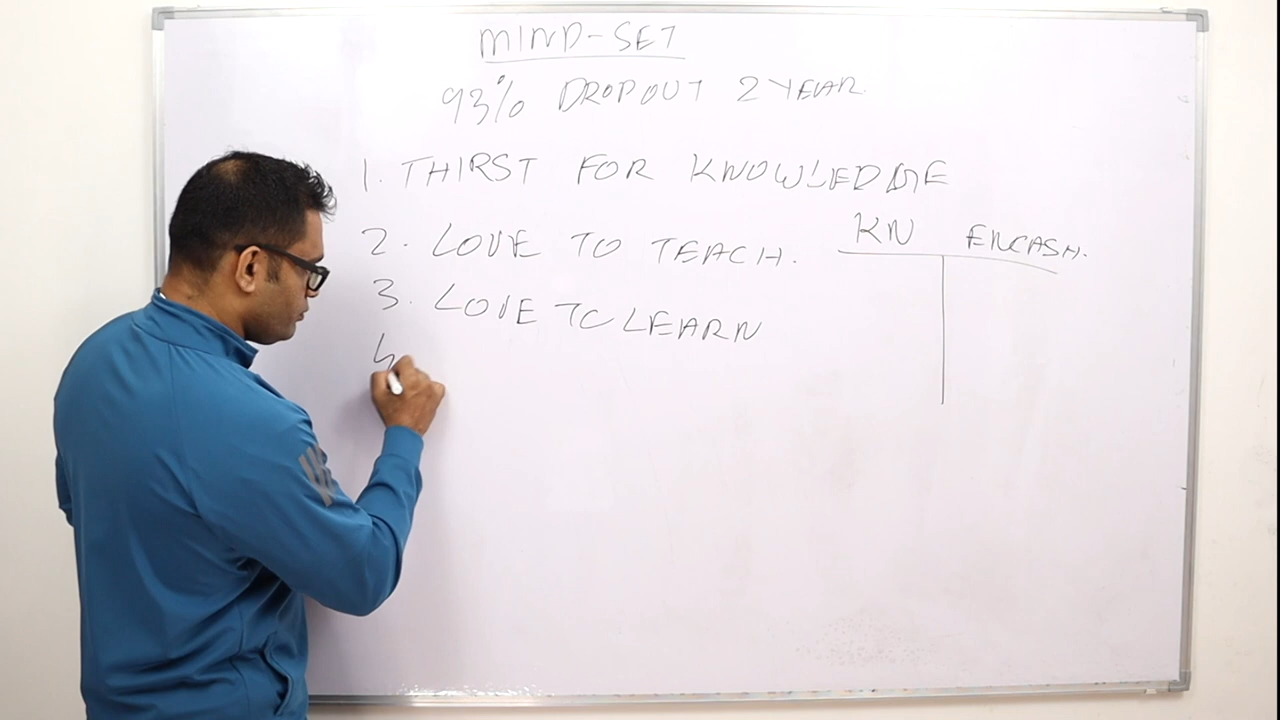 MIND-SET
93% DROPOUT 2 YEAR.
1. THIRST FOR KNOWLEDGE
2. LOVE TO TEACH.
KN ENCASH.
3. LOVE TO LEARN
4